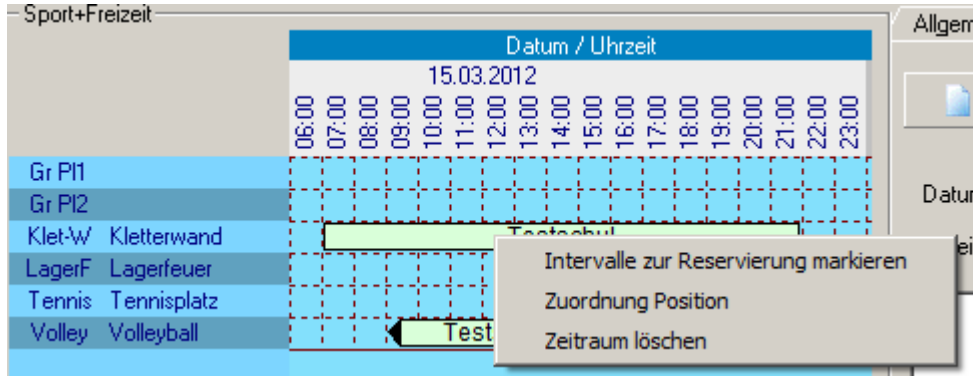 Sport+Freizeit
Allgem
Datum / Uhrzeit
15.03.2012
06:00 07:00 08:00 09:00 10:00 11:00 12:00 13:00 14:00 15:00 16:00 17:00 18:00 19:00 20:00 21:00 22:00 23:00
Gr Pl1
Gr Pl2
Datu
Klet-W Kletterwand
Testschul
ei
LagerF Lagerfeuer
Tennis Tennisplatz
Volley Volleyball
Test
Intervalle zur Reservierung markieren
Zuordnung Position
Zeitraum löschen